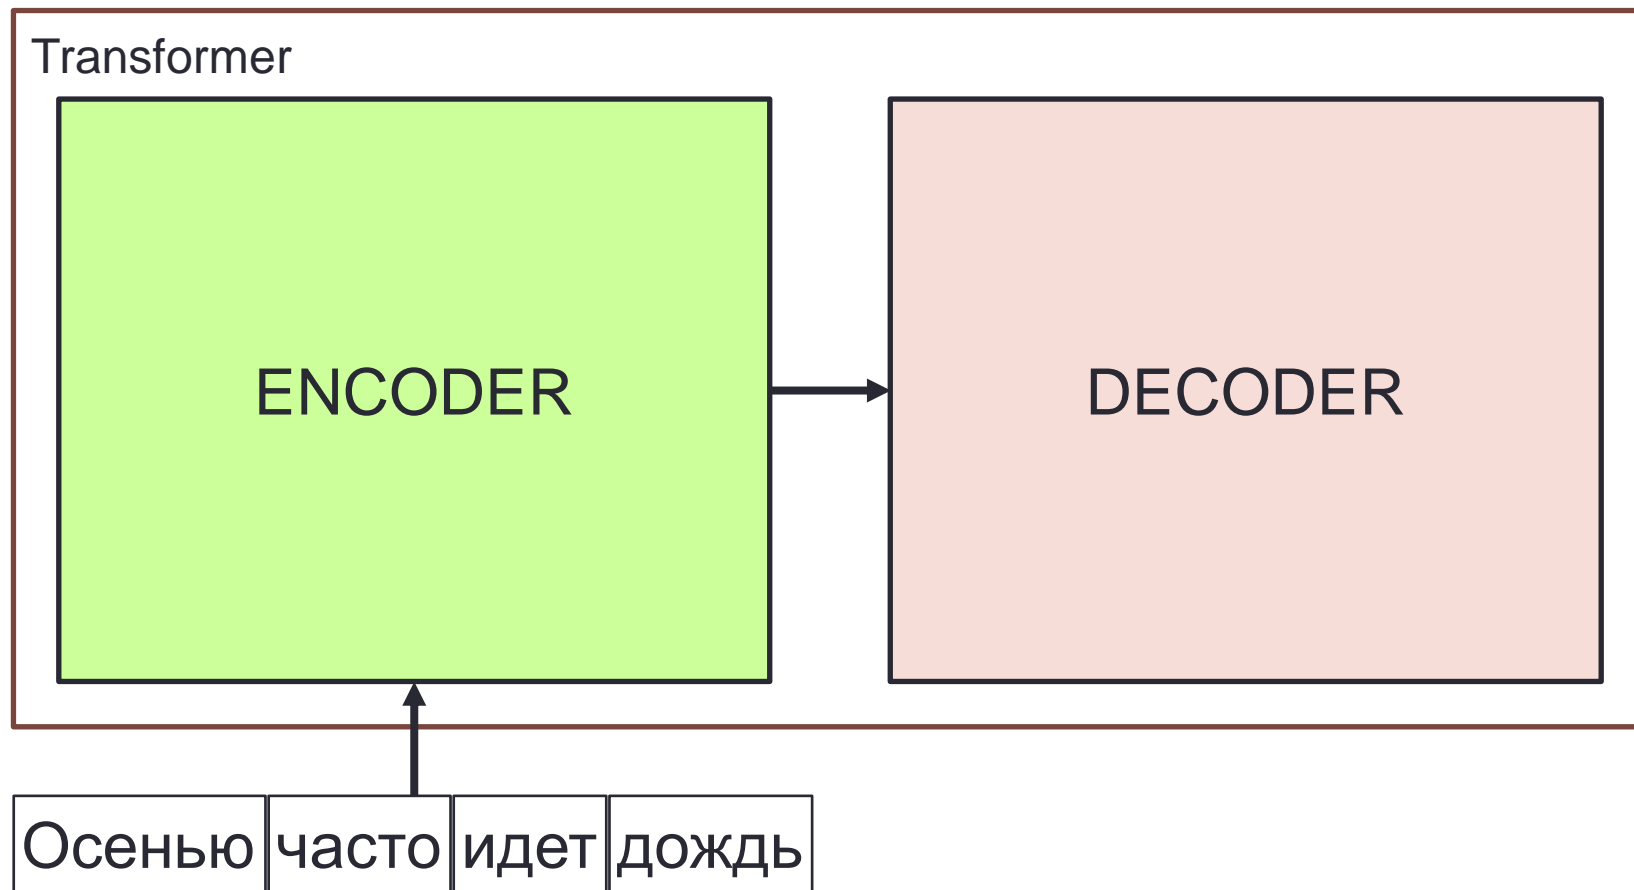 Transformer
ENCODER
DECODER
Осенью часто идет дождь